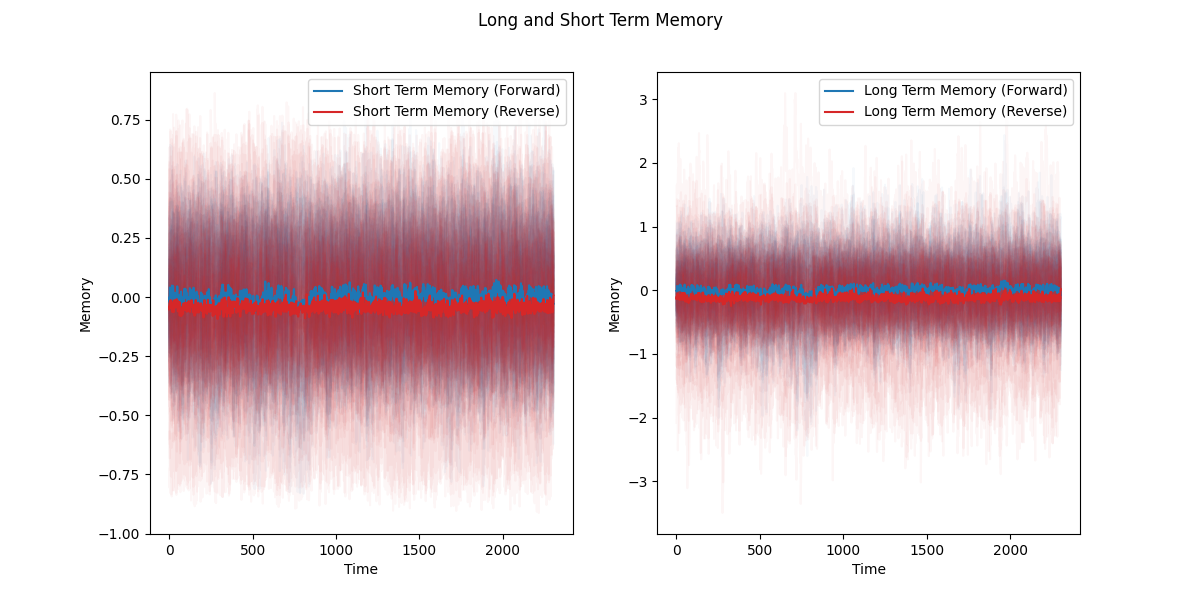 Long and Short Term Memory
Short Term Memory (Forward)
Short Term Memory (Reverse)
0.75
0.50
0.25
0.00
−0.25
−0.50
−0.75
−1.00
Memory
0 500 1000 1500 2000
Time
Long Term Memory (Forward)
Long Term Memory (Reverse)
3
2
1
0
−1
−2
−3
Memory
0 500 1000 1500 2000
Time